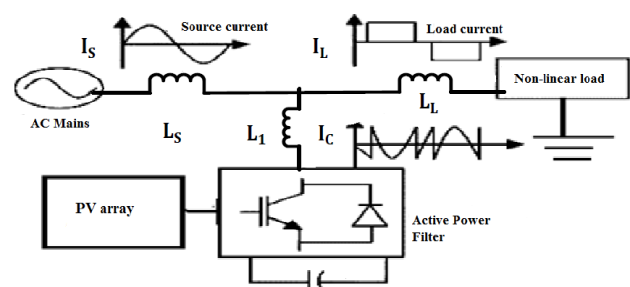 I_S
Source current
I_L
Load current
Non-linear load
AC Mains
L_S
L_1
I_C
L_L
PV array
Active Power
Filter